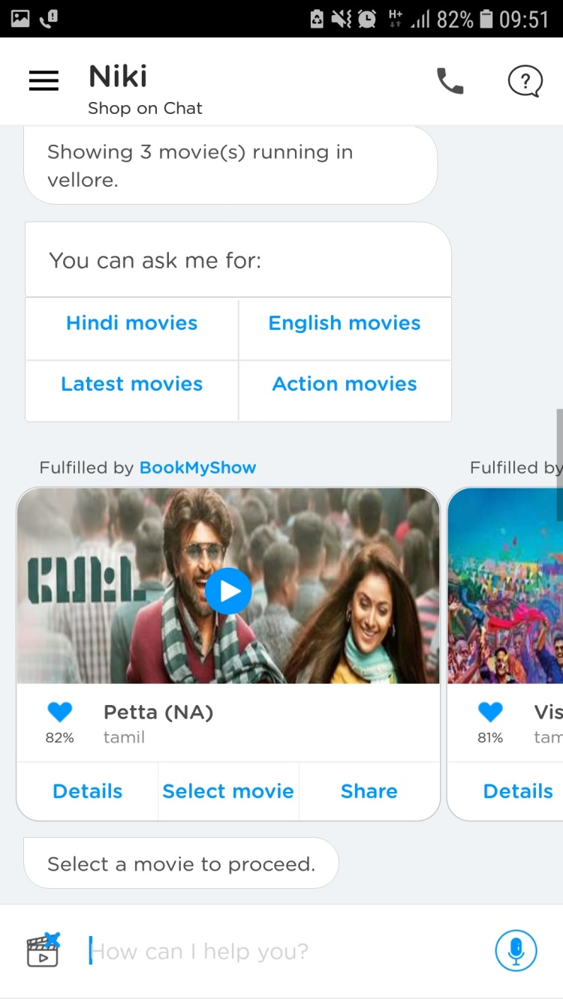 H+ 82% 09:51
Niki
Shop on Chat
Showing 3 movie(s) running in
vellore.
You can ask me for:
Hindi movies English movies
Latest movies Action movies
Fulfilled by BookMyShow Fulfilled by
பேட்ட
Petta (NA) Vis
82% tamil 81% tam
Details Select movie Share Details
Select a movie to proceed.
How can I help you?